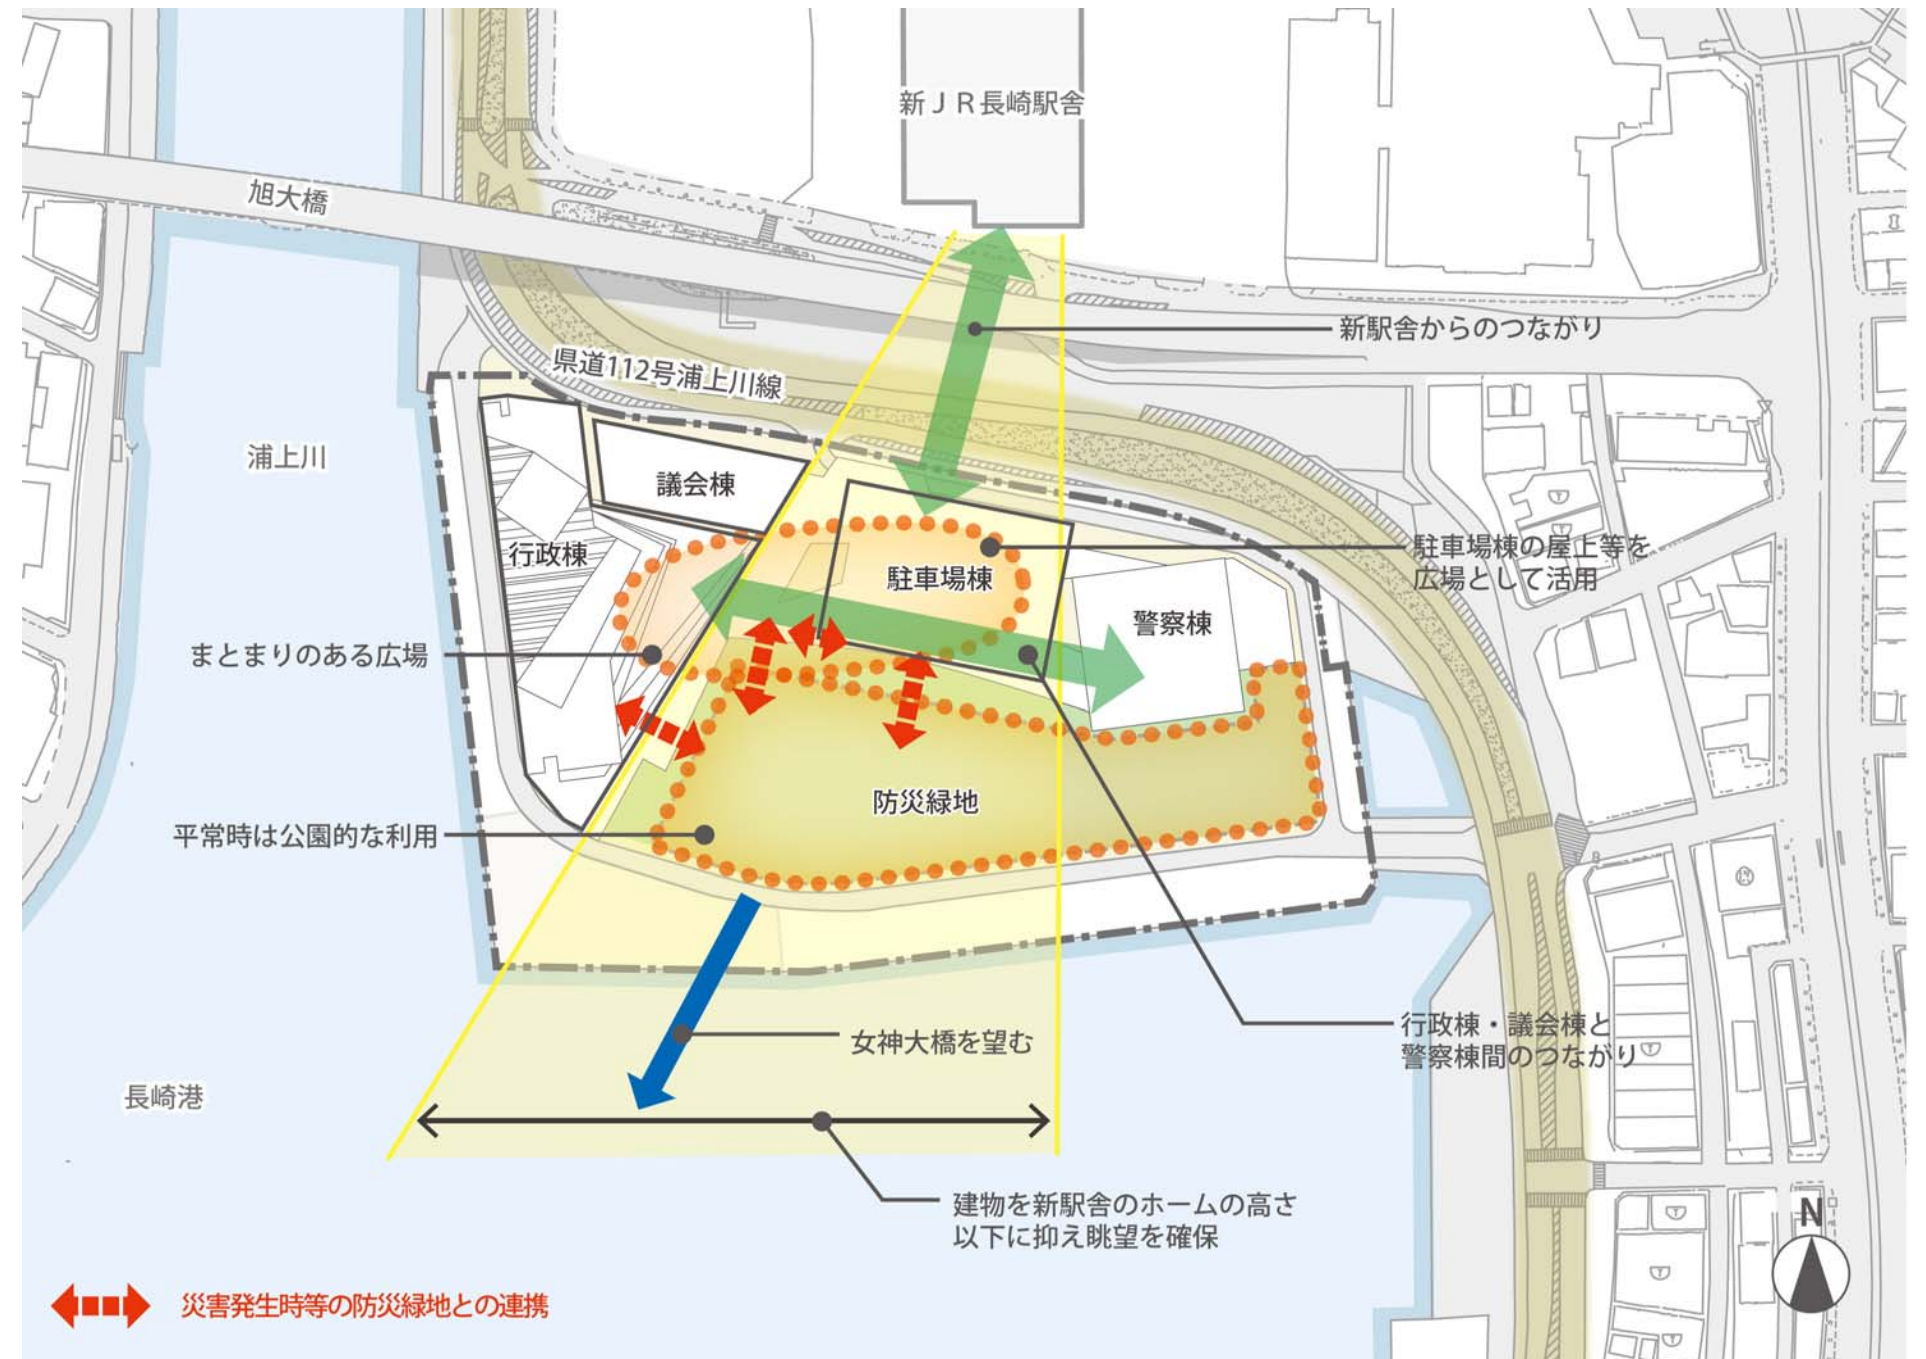 新ＪＲ長崎駅舎
旭大橋
新駅舎からのつながり
県道112号浦上川線
浦上川
議会棟
行政棟
駐車場棟
駐車場棟の屋上等を
広場として活用
警察棟
まとまりのある広場
防災緑地
平常時は公園的な利用
行政棟・議会棟と
警察棟間のつながり
女神大橋を望む
長崎港
建物を新駅舎のホームの高さ
以下に抑え眺望を確保
N
災害発生時等の防災緑地との連携